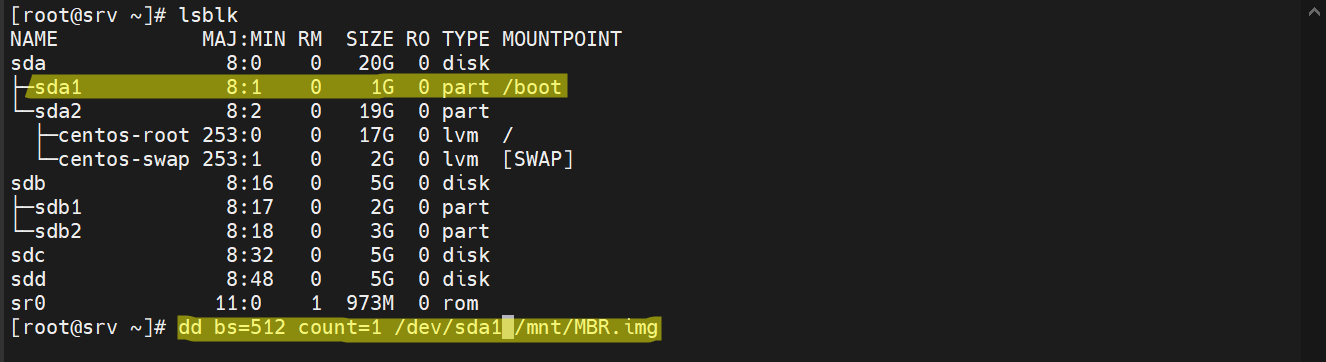 [root@srv ~]# lsblk
NAME            MAJ:MIN RM  SIZE RO TYPE MOUNTPOINT
sda               8:0    0   20G  0 disk
├─sda1            8:1    0    1G  0 part /boot
└─sda2            8:2    0   19G  0 part
  ├─centos-root 253:0    0   17G  0 lvm  /
  └─centos-swap 253:1    0    2G  0 lvm  [SWAP]
sdb               8:16   0    5G  0 disk
├─sdb1            8:17   0    2G  0 part
└─sdb2            8:18   0    3G  0 part
sdc               8:32   0    5G  0 disk
sdd               8:48   0    5G  0 disk
sr0              11:0    1  973M  0 rom
[root@srv ~]# dd bs=512 count=1 /dev/sda1 /mnt/MBR.img